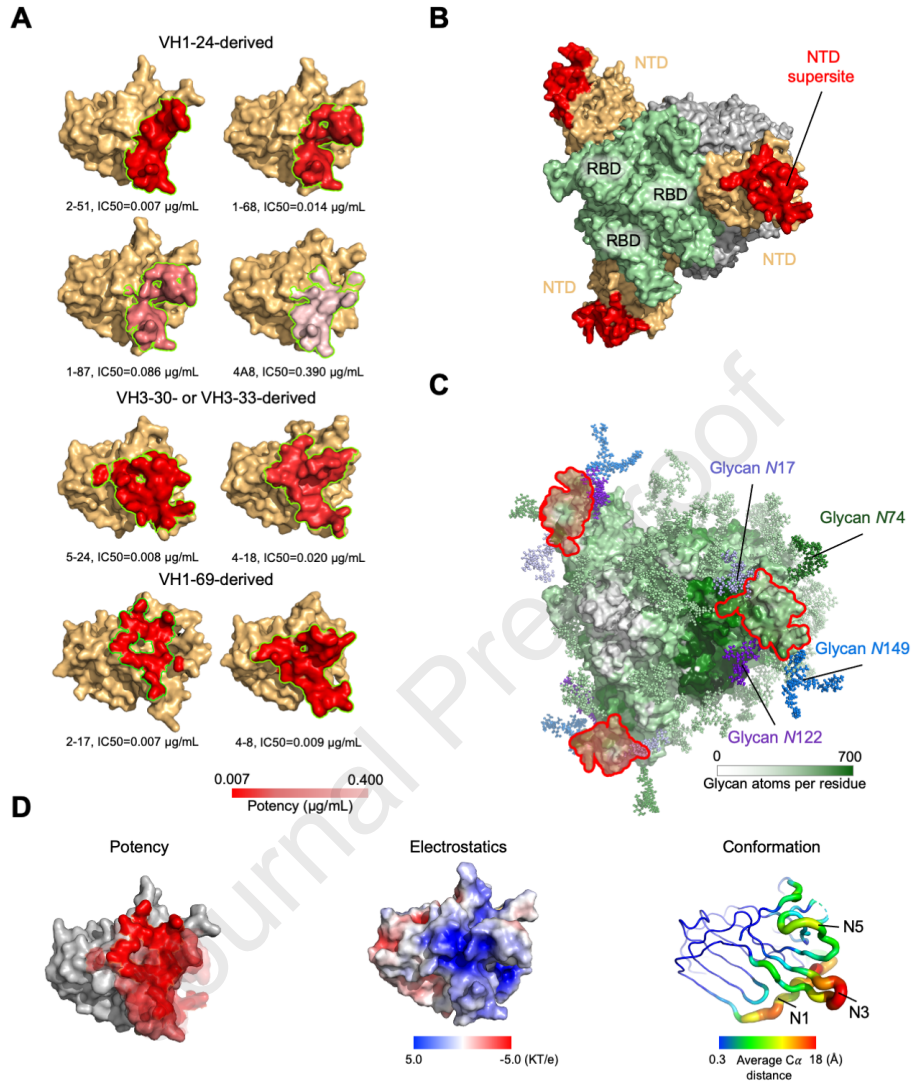 A
VH1-24-derived
2-51, IC50=0.007 µg/mL
1-68, IC50=0.014 µg/mL
1-87, IC50=0.086 µg/mL
4A8, IC50=0.390 µg/mL
VH3-30- or VH3-33-derived
5-24, IC50=0.008 µg/mL
4-18, IC50=0.020 µg/mL
VH1-69-derived
2-17, IC50=0.007 µg/mL
4-8, IC50=0.009 µg/mL
0.007 0.400
Potency (µg/mL)
B
NTD
NTD
supersite
RBD
RBD
RBD
NTD
NTD
C
Glycan N17
Glycan N74
Glycan N149
Glycan N122
0 700
Glycan atoms per residue
D
Potency
Electrostatics
5.0 -5.0 (KT/e)
Conformation
N5
N3
N1
0.3 Average Cα 18 (Å)
distance
Journal Pre-proof